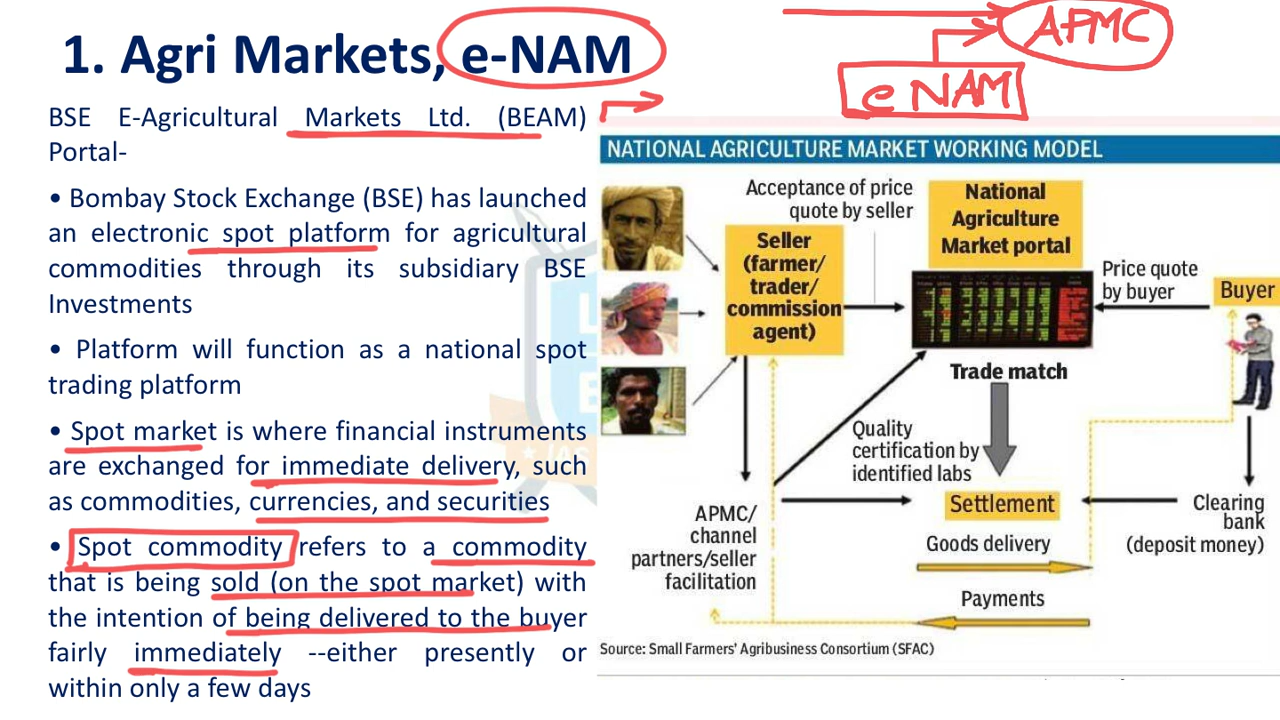 1. Agri Markets, e-NAM
APMC
e NAM
BSE E-Agricultural Markets Ltd. (BEAM)
Portal-
• Bombay Stock Exchange (BSE) has launched
an electronic spot platform for agricultural
commodities through its subsidiary BSE
Investments
• Platform will function as a national spot
trading platform
• Spot market is where financial instruments
are exchanged for immediate delivery, such
as commodities, currencies, and securities
• Spot commodity refers to a commodity
that is being sold (on the spot market) with
the intention of being delivered to the buyer
fairly immediately --either presently or
within only a few days
NATIONAL AGRICULTURE MARKET WORKING MODEL
Acceptance of price
quote by seller
National
Agriculture
Market portal
Seller
(farmer/
trader/
commission
agent)
Price quote
by buyer
Buyer
Trade match
Quality
certification by
identified labs
Settlement
APMC/
channel
partners/seller
facilitation
Clearing
bank
(deposit money)
Goods delivery
Payments
Source: Small Farmers' Agribusiness Consortium (SFAC)